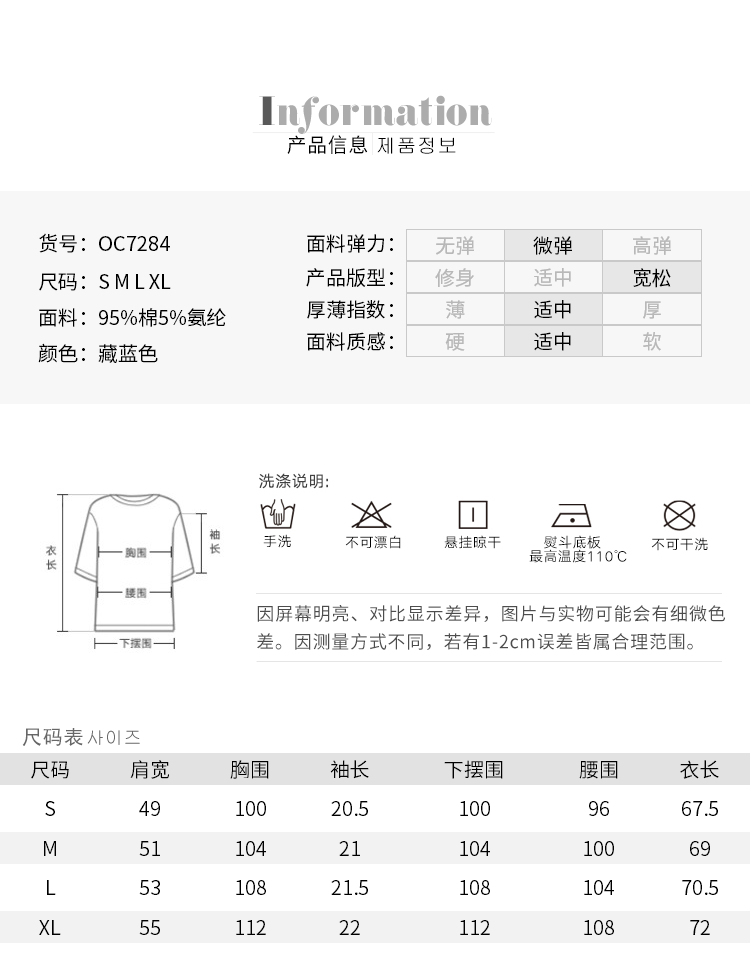 Information
产品信息 제품정보
货号：OC7284
尺码：S M L XL
面料：95%棉5%氨纶
颜色：藏蓝色
面料弹力： 无弹 微弹 高弹
产品版型： 修身 适中 宽松
厚薄指数： 薄 适中 厚
面料质感： 硬 适中 软
衣长
袖长
胸围
腰围
下摆围
洗涤说明:
手洗 不可漂白 悬挂晾干 熨斗底板 不可干洗
最高温度110℃
因屏幕明亮、对比显示差异，图片与实物可能会有细微色
差。因测量方式不同，若有1-2cm误差皆属合理范围。
尺码表 사이즈
尺码 肩宽 胸围 袖长 下摆围 腰围 衣长
S 49 100 20.5 100 96 67.5
M 51 104 21 104 100 69
L 53 108 21.5 108 104 70.5
XL 55 112 22 112 108 72